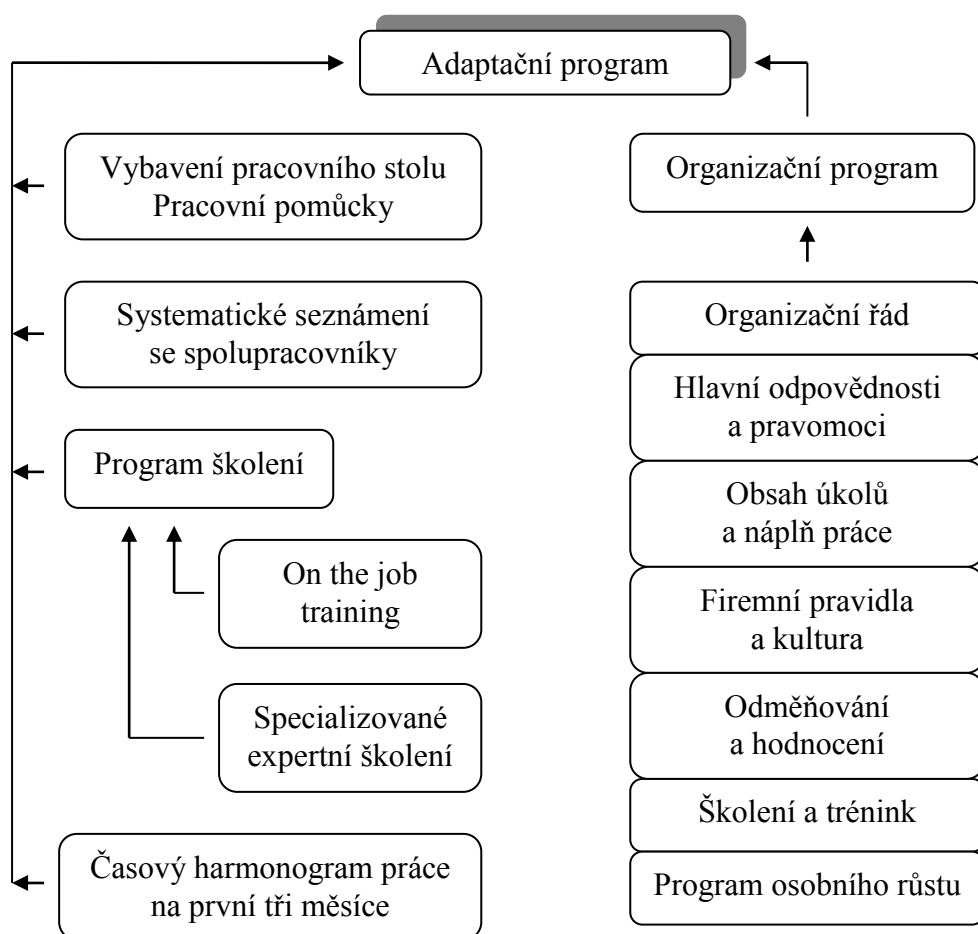 Adaptační program
Vybavení pracovního stolu
Pracovní pomůcky
Systematické seznámení
se spolupracovníky
Program školení
On the job
training
Specializované
expertní školení
Časový harmonogram práce
na první tři měsíce
Organizační program
Organizační řád
Hlavní odpovědnosti
a pravomoci
Obsah úkolů
a náplň práce
Firemní pravidla
a kultura
Odměňování
a hodnocení
Školení a trénink
Program osobního růstu